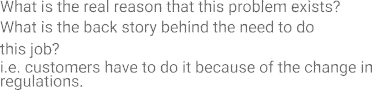 What is the real reason that this problem exists?
What is the back story behind the need to do
this job?
i.e. customers have to do it because of the change in
regulations.